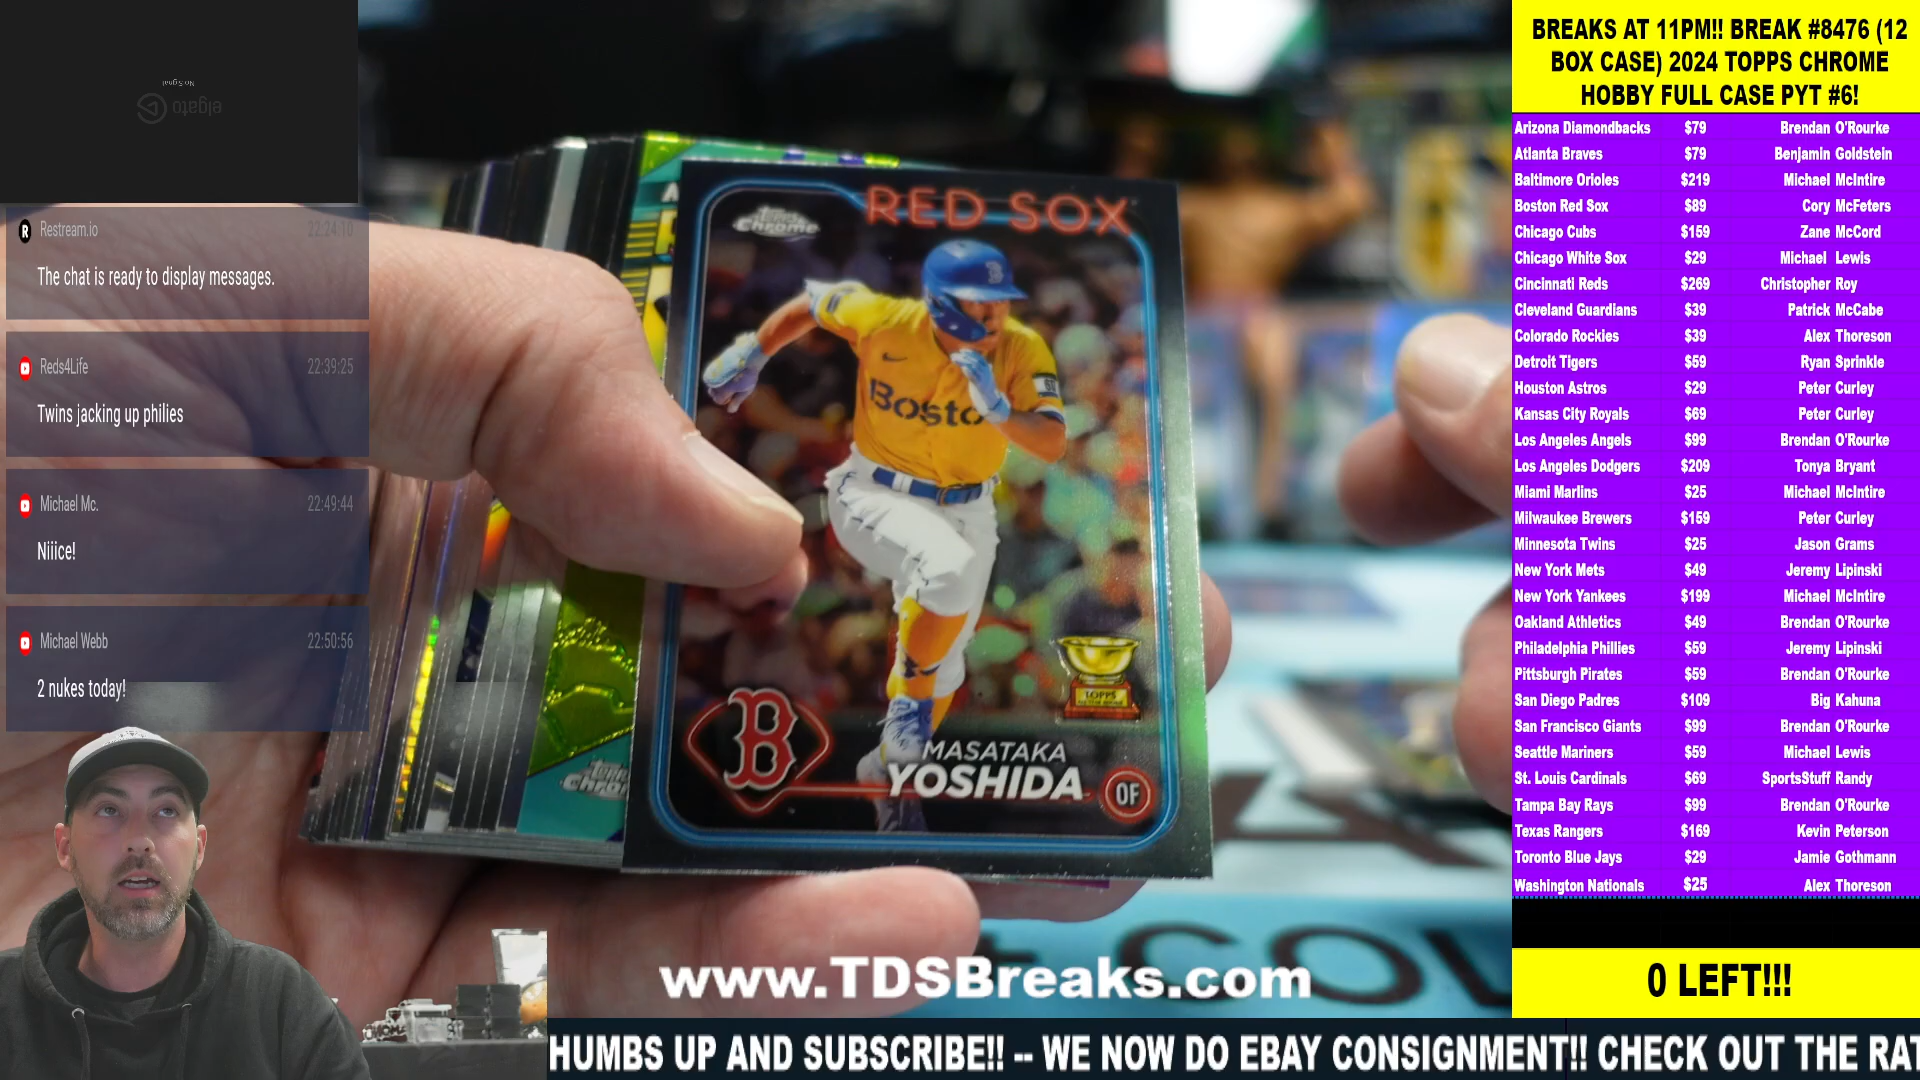 No Signal
elgato
Restream.io 22:24:10
The chat is ready to display messages.
Reds4Life 22:39:25
Twins jacking up philies
Michael Mc. 22:49:44
Niiice!
Michael Webb 22:50:56
2 nukes today!
RED SOX
Topps
Chrome
Boston
B
TOPPS
MASATAKA
YOSHIDA
OF
Topps
Chrome
www.TDSBreaks.com
HUMBS UP AND SUBSCRIBE!! -- WE NOW DO EBAY CONSIGNMENT!! CHECK OUT THE RAT
BREAKS AT 11PM!! BREAK #8476 (12
BOX CASE) 2024 TOPPS CHROME
HOBBY FULL CASE PYT #6!
Arizona Diamondbacks $79 Brendan O'Rourke
Atlanta Braves $79 Benjamin Goldstein
Baltimore Orioles $219 Michael McIntire
Boston Red Sox $89 Cory McFeters
Chicago Cubs $159 Zane McCord
Chicago White Sox $29 Michael Lewis
Cincinnati Reds $269 Christopher Roy
Cleveland Guardians $39 Patrick McCabe
Colorado Rockies $39 Alex Thoreson
Detroit Tigers $59 Ryan Sprinkle
Houston Astros $29 Peter Curley
Kansas City Royals $69 Peter Curley
Los Angeles Angels $99 Brendan O'Rourke
Los Angeles Dodgers $209 Tonya Bryant
Miami Marlins $25 Michael McIntire
Milwaukee Brewers $159 Peter Curley
Minnesota Twins $25 Jason Grams
New York Mets $49 Jeremy Lipinski
New York Yankees $199 Michael McIntire
Oakland Athletics $49 Brendan O'Rourke
Philadelphia Phillies $59 Jeremy Lipinski
Pittsburgh Pirates $59 Brendan O'Rourke
San Diego Padres $109 Big Kahuna
San Francisco Giants $99 Brendan O'Rourke
Seattle Mariners $59 Michael Lewis
St. Louis Cardinals $69 SportsStuff Randy
Tampa Bay Rays $99 Brendan O'Rourke
Texas Rangers $169 Kevin Peterson
Toronto Blue Jays $29 Jamie Gothmann
Washington Nationals $25 Alex Thoreson
0 LEFT!!!